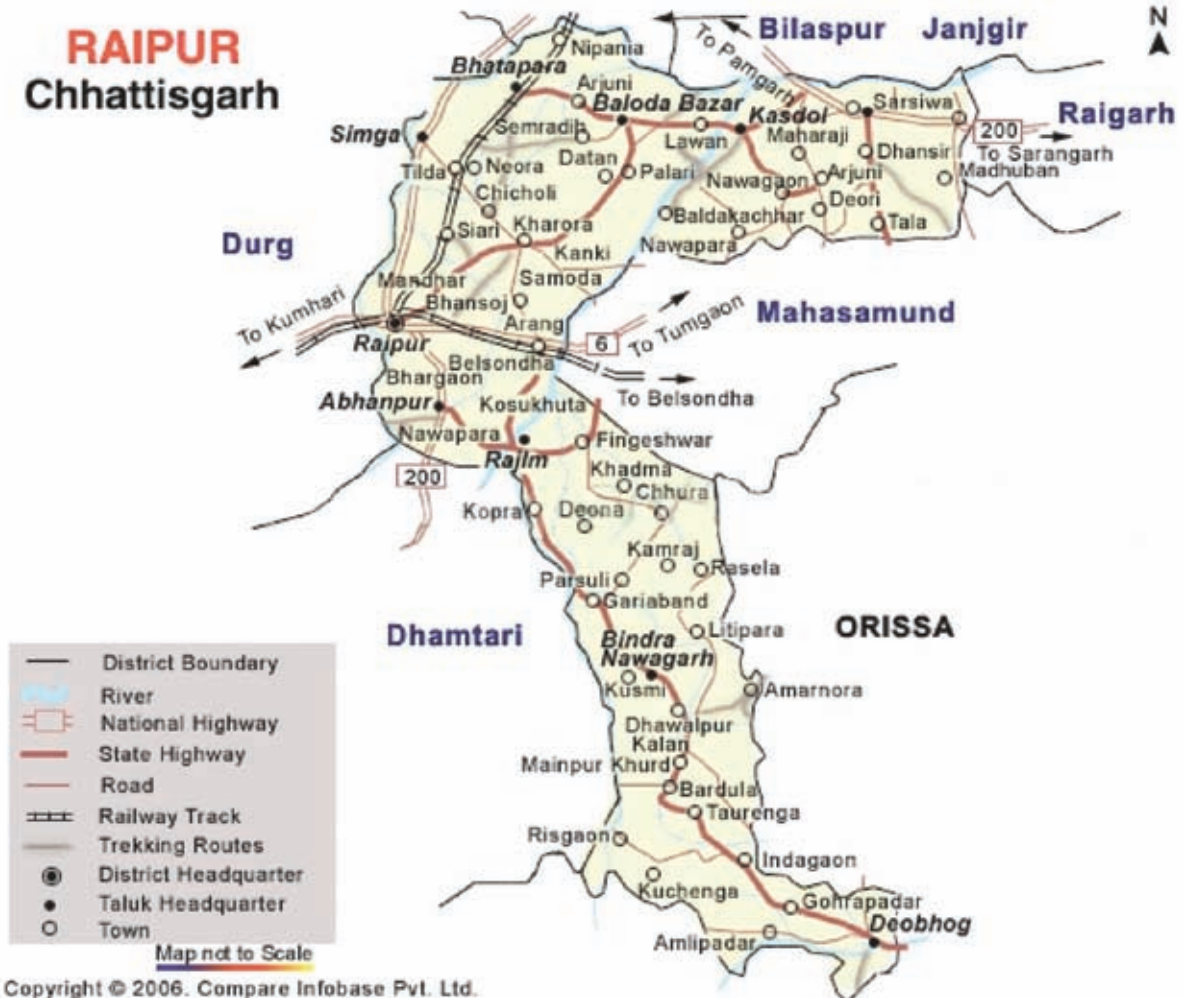 RAIPUR
Chhattisgarh
N
Bilaspur
Janjgir
To Pamgarh
Nipania
Bhatapara
Arjuni
Baloda Bazar
Kasdol
Sarsiwa
Raigarh
200
To Sarangarh
Simga
Semradih
Lawan
Maharaji
Dhansir
Madhuban
Tilda
Neora
Datan
Palari
Nawagaon
Arjuni
Chicholi
Baldakachhar
Deori
Durg
Siari
Kharora
Kanki
Nawapara
Tala
Mandhar
Samoda
Bhansoj
To Kumhari
Arang
6
To Tumgaon
Mahasamund
Raipur
Belsondha
Bhargaon
To Belsondha
Abhanpur
Kosukhuta
Nawapara
Fingeshwar
Rajlm
200
Khadma
Chhura
Kopra
Deona
Kamraj
Rasela
Parsuli
Gariaband
Dhamtari
Litipara
ORISSA
Bindra
Nawagarh
Kusmi
Amarnora
Dhawalpur
Kalan
Mainpur Khurd
Bardula
Taurenga
Risgaon
Indagaon
Kuchenga
Gohrapadar
Deobhog
Amlipadar
District Boundary
River
National Highway
State Highway
Road
Railway Track
Trekking Routes
District Headquarter
Taluk Headquarter
Town
Map not to Scale
Copyright © 2006. Compare Infobase Pvt. Ltd.